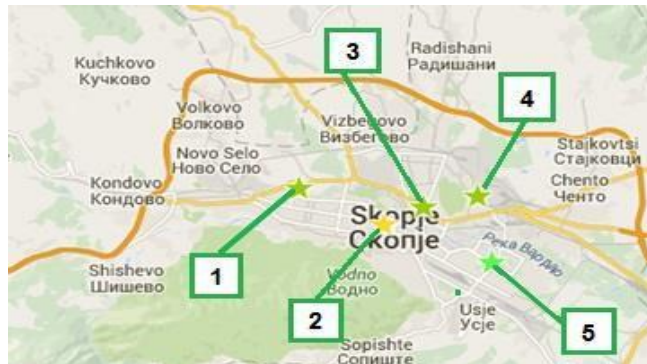 3
Radishani
Радишани
Kuchkovo
Кучково
4
Volkovo
Волково
Vizbegovo
Визбегово
Stajkovtsi
Стајковци
Novo Selo
Ново Село
Chento
Ченто
Kondovo
Кондово
Skopje
Скопје
Река Вардар
Shishevo
Шишево
1
Vodno
Водно
2
Usje
Усје
5
Sopishte
Сопиште